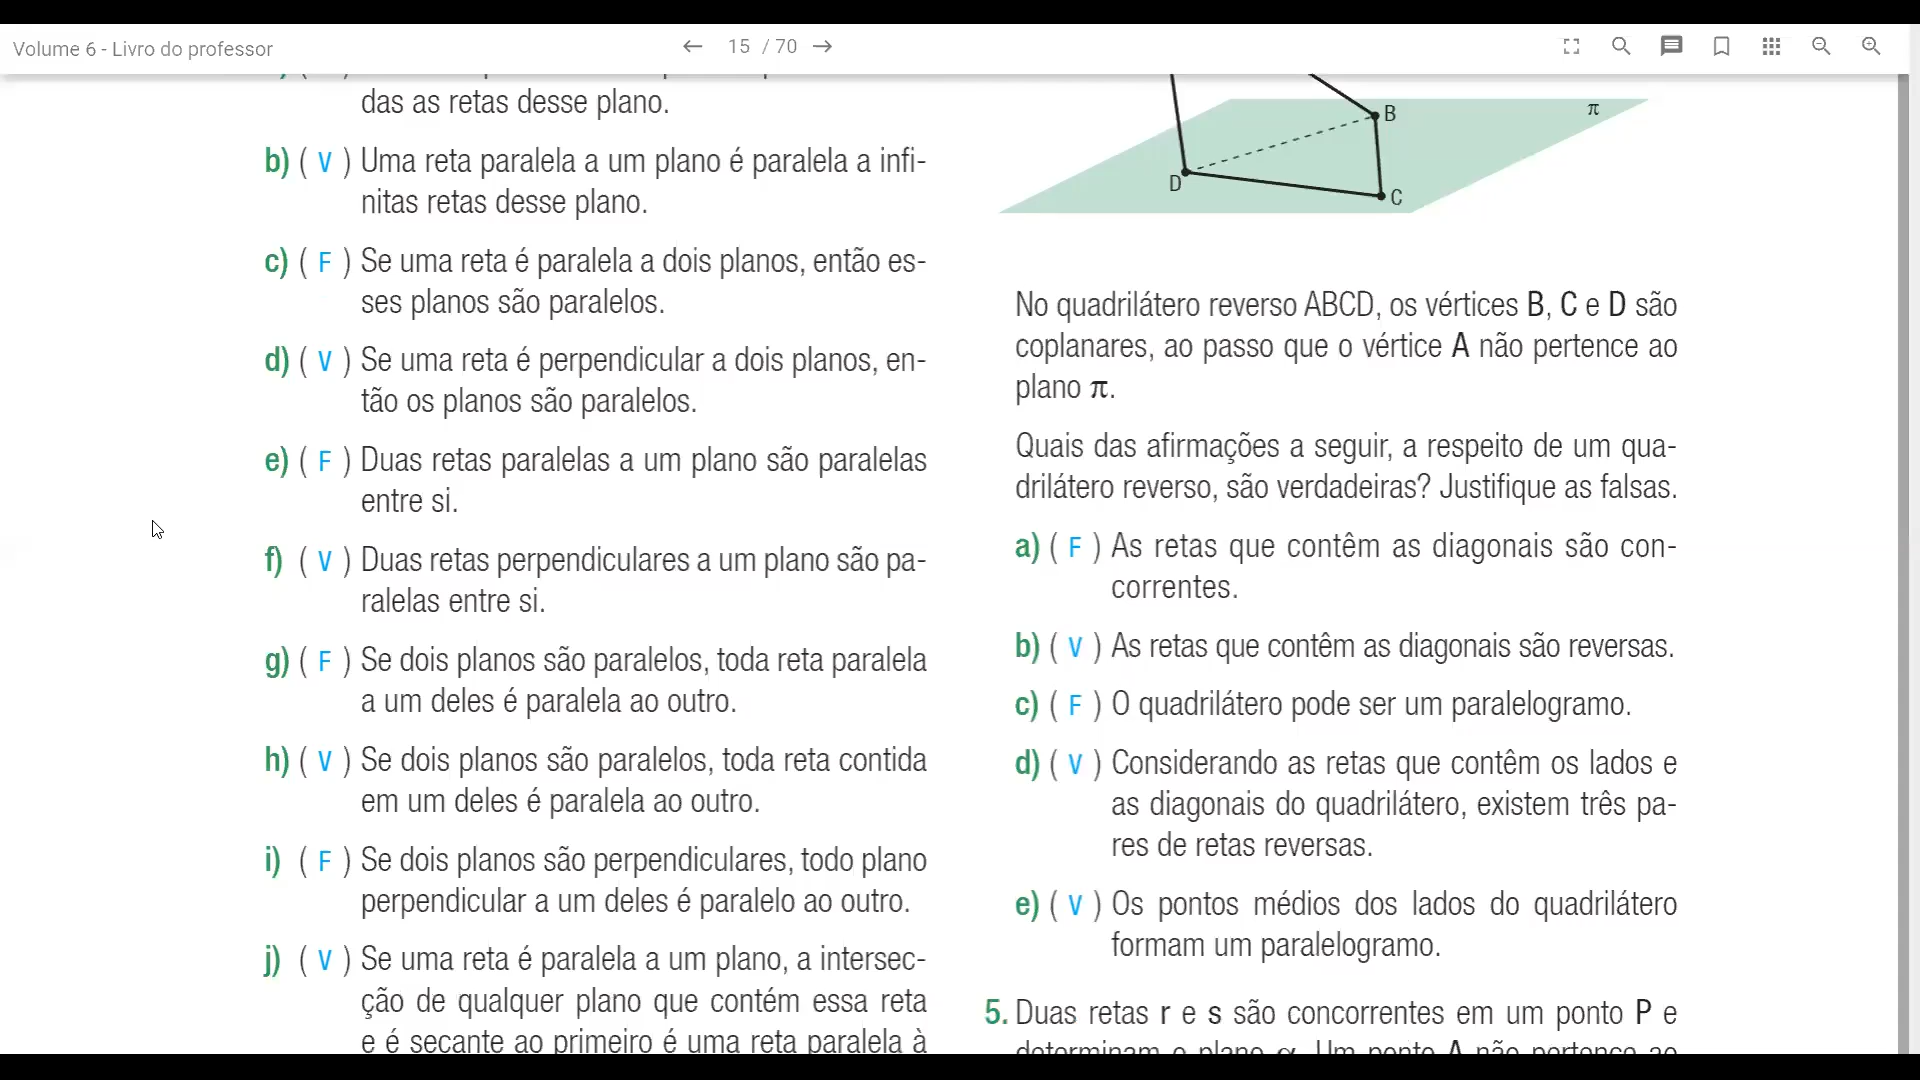 Volume 6 - Livro do professor
15 / 70
das as retas desse plano.
b) ( V ) Uma reta paralela a um plano é paralela a infi-
nitas retas desse plano.
c) ( F ) Se uma reta é paralela a dois planos, então es-
ses planos são paralelos.
d) ( V ) Se uma reta é perpendicular a dois planos, en-
tão os planos são paralelos.
e) ( F ) Duas retas paralelas a um plano são paralelas
entre si.
f) ( V ) Duas retas perpendiculares a um plano são pa-
ralelas entre si.
g) ( F ) Se dois planos são paralelos, toda reta paralela
a um deles é paralela ao outro.
h) ( V ) Se dois planos são paralelos, toda reta contida
em um deles é paralela ao outro.
i) ( F ) Se dois planos são perpendiculares, todo plano
perpendicular a um deles é paralelo ao outro.
j) ( V ) Se uma reta é paralela a um plano, a intersec-
ção de qualquer plano que contém essa reta
e é secante ao primeiro é uma reta paralela à
B
π
D
C
No quadrilátero reverso ABCD, os vértices B, C e D são
coplanares, ao passo que o vértice A não pertence ao
plano π.
Quais das afirmações a seguir, a respeito de um qua-
drilátero reverso, são verdadeiras? Justifique as falsas.
a) ( F ) As retas que contêm as diagonais são con-
correntes.
b) ( V ) As retas que contêm as diagonais são reversas.
c) ( F ) O quadrilátero pode ser um paralelogramo.
d) ( V ) Considerando as retas que contêm os lados e
as diagonais do quadrilátero, existem três pa-
res de retas reversas.
e) ( V ) Os pontos médios dos lados do quadrilátero
formam um paralelogramo.
5. Duas retas r e s são concorrentes em um ponto P e
determinam o plano α. Um ponto A não pertence ao